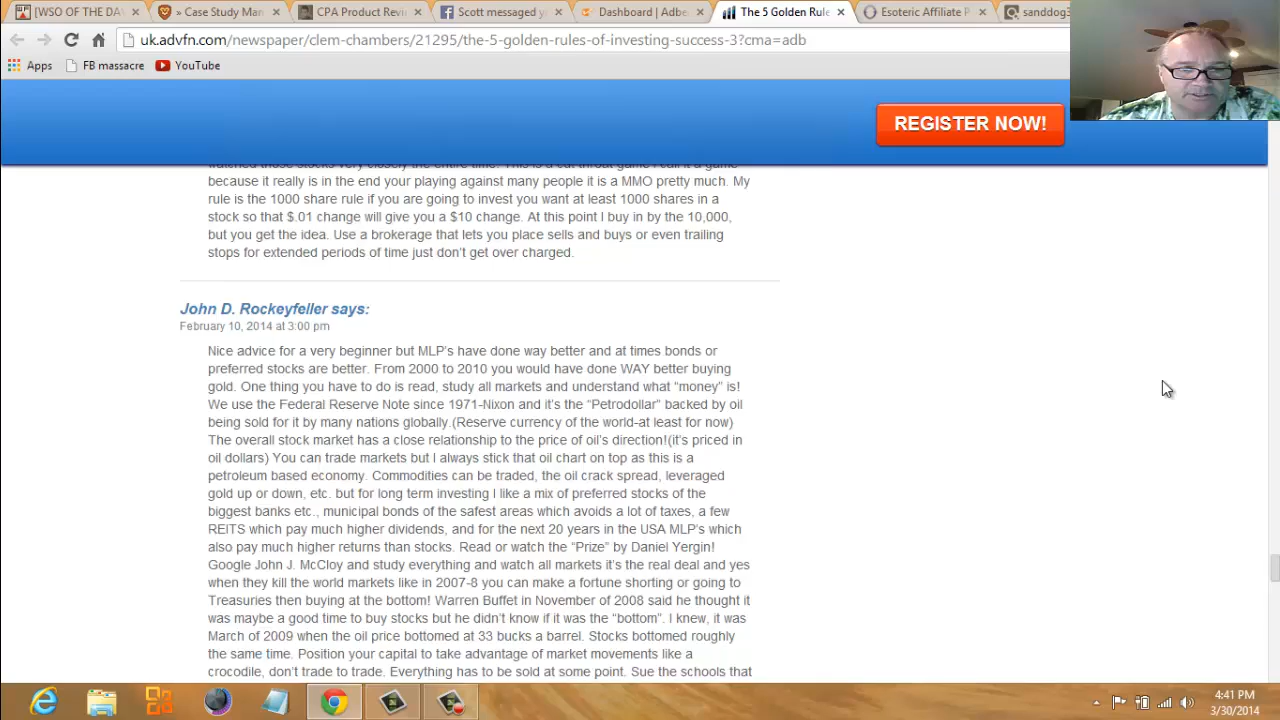 [WSO OF THE DA
» Case Study Man
CPA Product Revi
Scott messaged y
Dashboard | Adbe
The 5 Golden Rule
Esoteric Affiliate P
sanddog3
uk.advfn.com/newspaper/clem-chambers/21295/the-5-golden-rules-of-investing-success-3?cma=adb
Apps FB massacre YouTube
REGISTER NOW!
watched those stocks very closely the entire time! This is a cut throat game I call it a game
because it really is in the end your playing against many people it is a MMO pretty much. My
rule is the 1000 share rule if you are going to invest you want at least 1000 shares in a
stock so that $.01 change will give you a $10 change. At this point I buy in by the 10,000,
but you get the idea. Use a brokerage that lets you place sells and buys or even trailing
stops for extended periods of time just don't get over charged.
John D. Rockeyfeller says:
February 10, 2014 at 3:00 pm
Nice advice for a very beginner but MLP's have done way better and at times bonds or
preferred stocks are better. From 2000 to 2010 you would have done WAY better buying
gold. One thing you have to do is read, study all markets and understand what “money” is!
We use the Federal Reserve Note since 1971-Nixon and it's the “Petrodollar” backed by oil
being sold for it by many nations globally.(Reserve currency of the world-at least for now)
The overall stock market has a close relationship to the price of oil's direction!(it's priced in
oil dollars) You can trade markets but I always stick that oil chart on top as this is a
petroleum based economy. Commodities can be traded, the oil crack spread, leveraged
gold up or down, etc. but for long term investing I like a mix of preferred stocks of the
biggest banks etc., municipal bonds of the safest areas which avoids a lot of taxes, a few
REITS which pay much higher dividends, and for the next 20 years in the USA MLP's which
also pay much higher returns than stocks. Read or watch the “Prize” by Daniel Yergin!
Google John J. McCloy and study everything and watch all markets it's the real deal and yes
when they kill the world markets like in 2007-8 you can make a fortune shorting or going to
Treasuries then buying at the bottom! Warren Buffet in November of 2008 said he thought it
was maybe a good time to buy stocks but he didn't know if it was the “bottom”. I knew, it was
March of 2009 when the oil price bottomed at 33 bucks a barrel. Stocks bottomed roughly
the same time. Position your capital to take advantage of market movements like a
crocodile, don't trade to trade. Everything has to be sold at some point. Sue the schools that
4:41 PM
3/30/2014